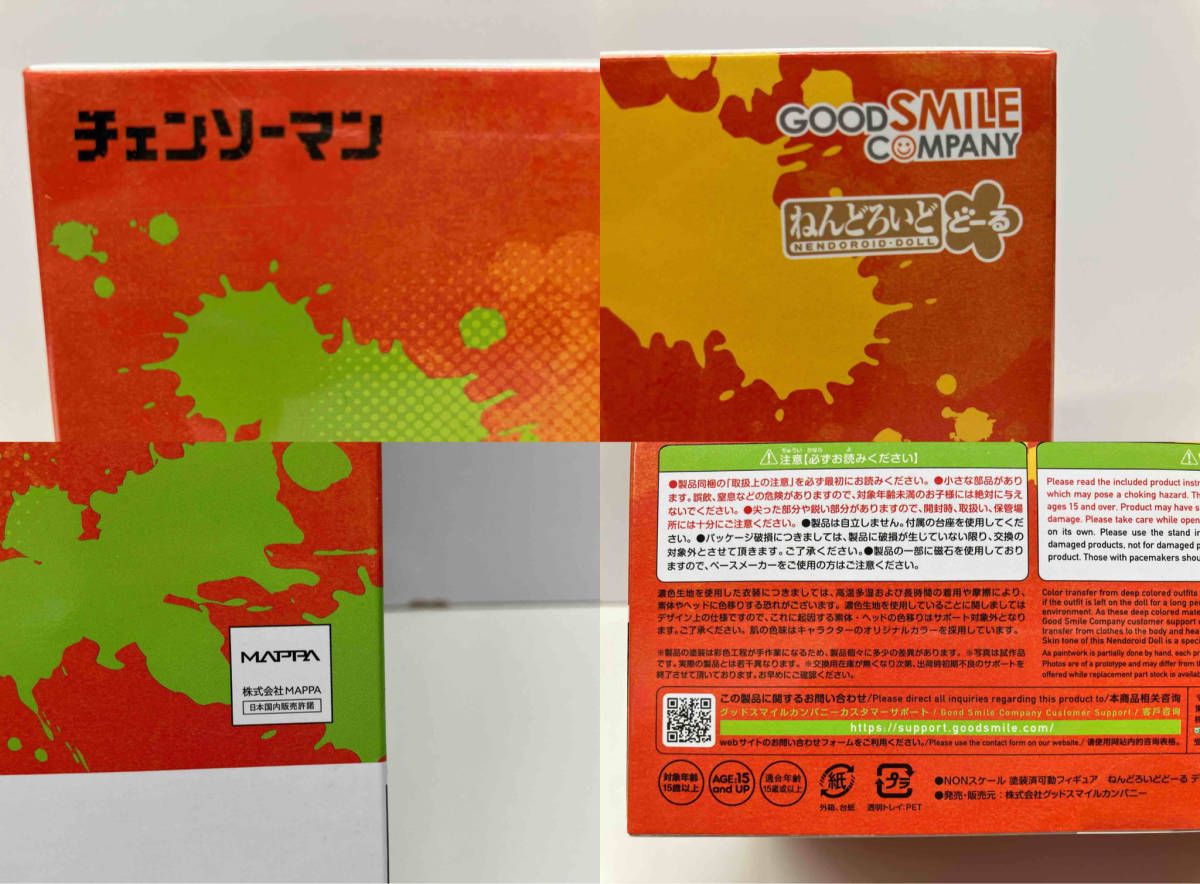 チェンソーマン
GOOD SMILE
COMPANY
ねんどろいど
どーる
NENDOROID-DOLL
MAPPA
株式会社MAPPA
日本国内販売許諾
ちゅうい かなら よ
注意【必ずお読みください】
●製品同梱の「取扱上の注意」を必ず最初にお読みください。●小さな部品があり
ます。誤飲、窒息などの危険がありますので、対象年齢未満のお子様には絶対に与え
ないでください。●尖った部分や鋭い部分がありますので、開封時、取扱い、保管場
所には十分にご注意ください。●製品は自立しません。付属の台座を使用してくだ
さい。●パッケージ破損につきましては、製品に破損が生じていない限り、交換の
対象外とさせて頂きます。ご了承ください。●製品の一部に磁石を使用しており
ますので、ペースメーカーをご使用の方はご注意ください。
Please read the included product instr
which may pose a choking hazard. Th
ages 15 and over. Product may have s
damage. Please take care while open
on its own. Please use the stand in
damaged products, not for damaged p
product. Those with pacemakers shou
濃色生地を使用した衣装につきましては、高温多湿および長時間の着用や摩擦により、
素体やヘッドに色移りする恐れがございます。濃色生地を使用していることに関しましては
デザイン上の仕様ですので、これに起因する素体・ヘッドの色移りはサポート対象外となり
ます。ご了承ください。肌の色味はキャラクターのオリジナルカラーを採用しています。
Color transfer from deep colored outfits
if the outfit is left on the doll for a long pe
environment. As these deep colored mate
Good Smile Company customer support
transfer from clothes to the body and hea
Skin tone of this Nendoroid Doll is a speci
※製品の塗装は彩色工程が手作業になるため、製品個々に多少の差異があります。※写真は試作品
です。実際の製品とは若干異なります。※交換用在庫が無くなり次第、出荷時初期不良のサポートを
終了させて頂いております。お早めにご確認ください。
As paintwork is partially done by hand, each pro
Photos are of a prototype and may differ from th
offered while replacement part stock is availab
この製品に関するお問い合わせ/Please direct all inquiries regarding this product to/本商品相关咨询
グッドスマイルカンパニーカスタマーサポート / Good Smile Company Customer Support / 客戶咨询
https://support.goodsmile.com/
webサイトのお問い合わせフォームをご利用ください。/Please use the contact form on our website./ 请使用网站内的咨询表格。
対象年齢
15歳以上
AGE:15
and UP
適合年齢
15歳或以上
紙
外箱、台紙
プラ
透明トレイ:PET
●NONスケール 塗装済可動フィギュア ねんどろいどどーる デ
●発売・販売元：株式会社グッドスマイルカンパニー